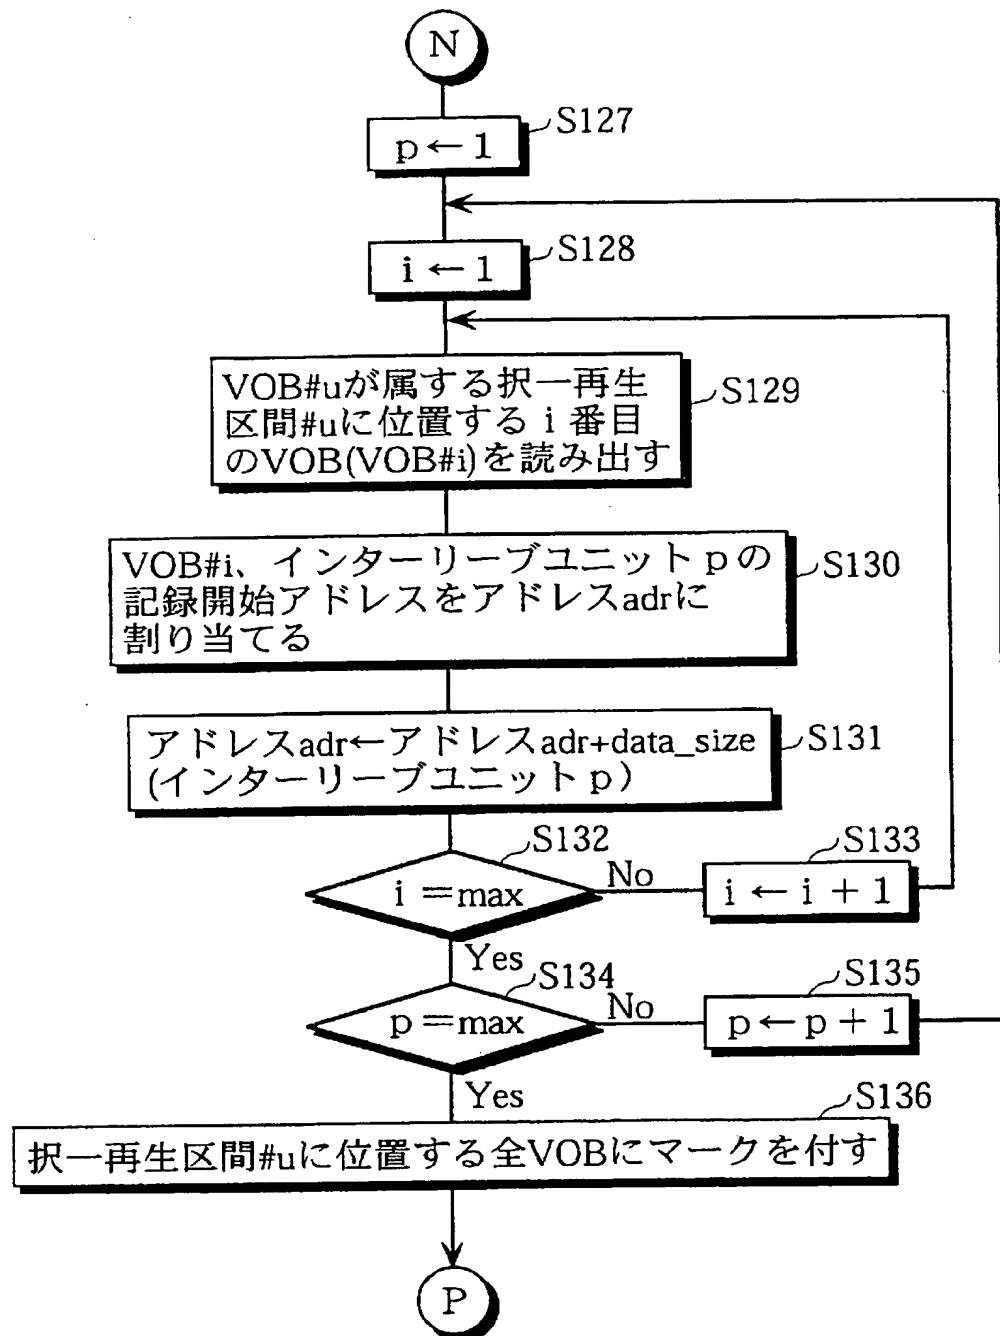 N
S127
p←1
S128
i←1
S129
VOB#uが属する択一再生
区間#uに位置するi番目
のVOB(VOB#i)を読み出す
S130
VOB#i、インターリーブユニットpの
記録開始アドレスをアドレスadrに
割り当てる
S131
アドレスadr←アドレスadr+data_size
(インターリーブユニットp)
S132
i=max
No
S133
i←i+1
Yes
S134
p=max
No
S135
p←p+1
Yes
S136
択一再生区間#uに位置する全VOBにマークを付す
P